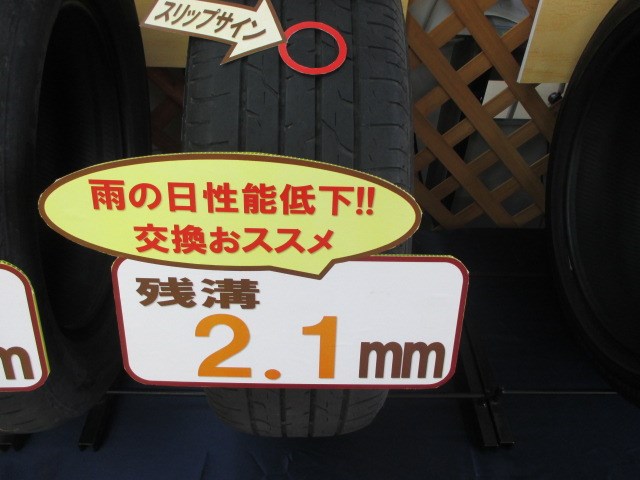 スリップサイン
雨の日性能低下!!
交換おススメ
残溝
2.1mm
m